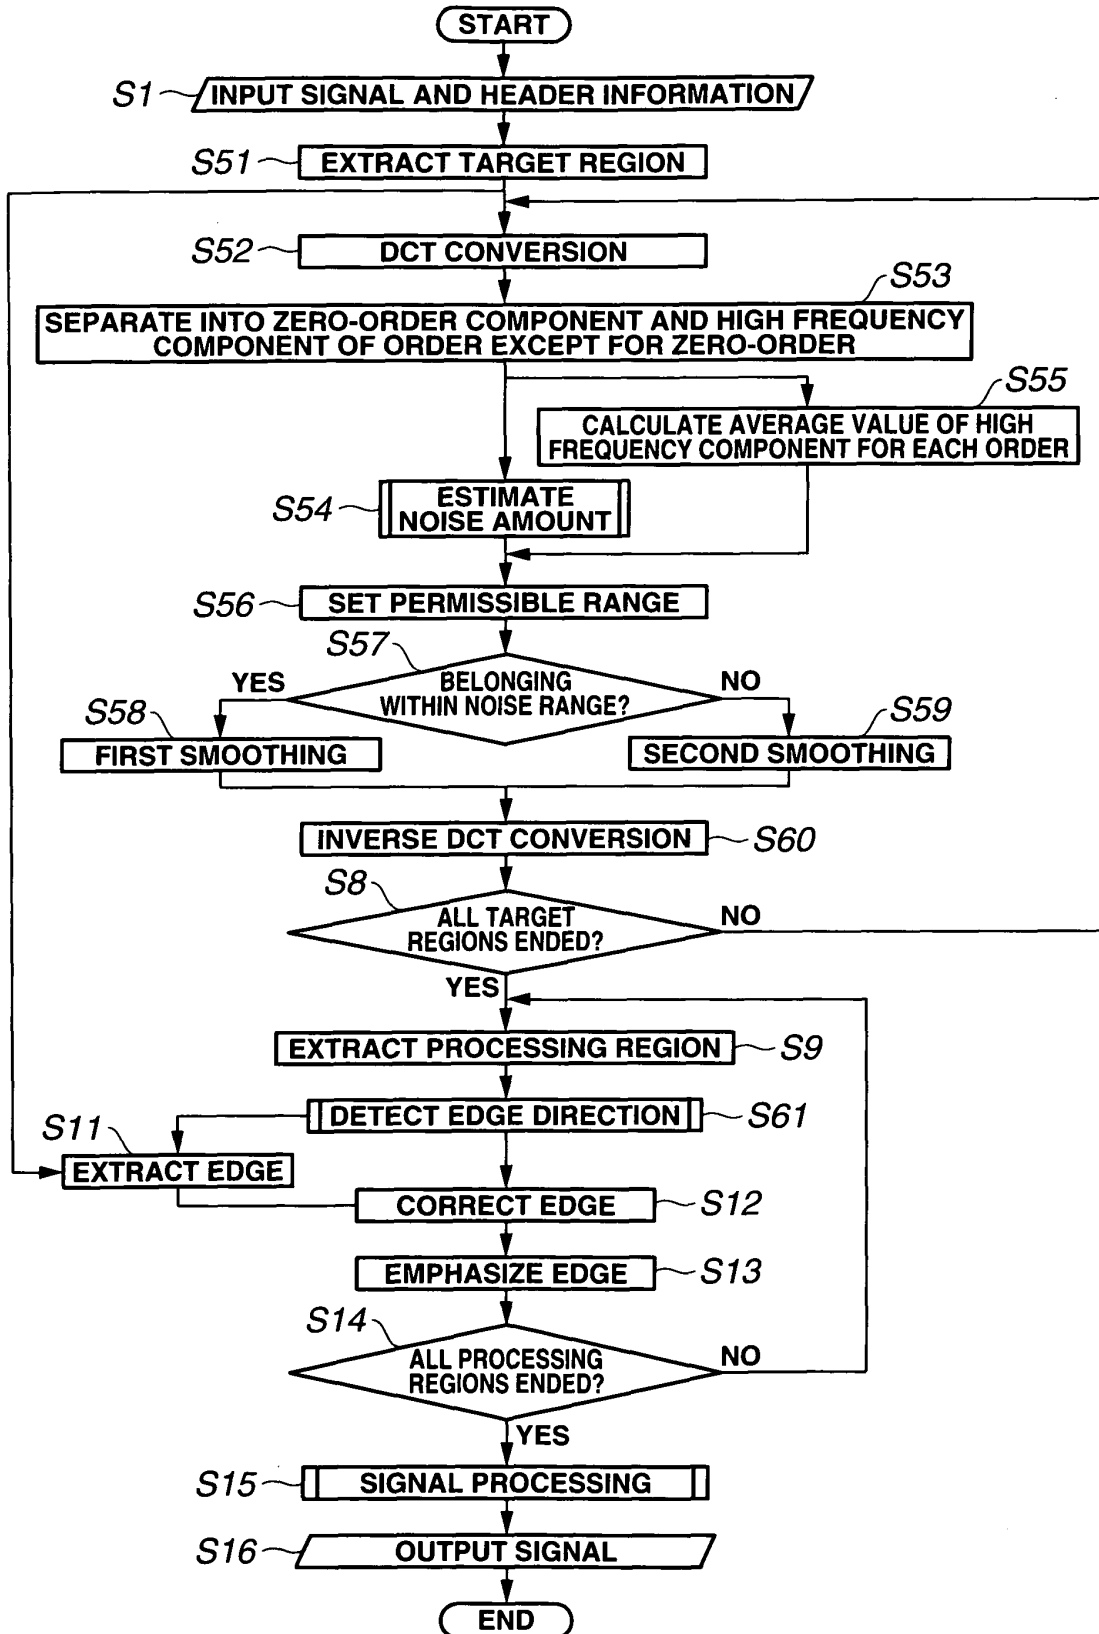 START
S1
INPUT SIGNAL AND HEADER INFORMATION
S51
EXTRACT TARGET REGION
S52
DCT CONVERSION
S53
SEPARATE INTO ZERO-ORDER COMPONENT AND HIGH FREQUENCY
COMPONENT OF ORDER EXCEPT FOR ZERO-ORDER
S55
CALCULATE AVERAGE VALUE OF HIGH
FREQUENCY COMPONENT FOR EACH ORDER
S54
ESTIMATE
NOISE AMOUNT
S56
SET PERMISSIBLE RANGE
S57
YES
BELONGING
WITHIN NOISE RANGE?
NO
S58
FIRST SMOOTHING
S59
SECOND SMOOTHING
INVERSE DCT CONVERSION
S60
S8
ALL TARGET
REGIONS ENDED?
NO
YES
EXTRACT PROCESSING REGION
S9
DETECT EDGE DIRECTION
S61
S11
EXTRACT EDGE
CORRECT EDGE
S12
EMPHASIZE EDGE
S13
S14
ALL PROCESSING
REGIONS ENDED?
NO
YES
S15
SIGNAL PROCESSING
S16
OUTPUT SIGNAL
END